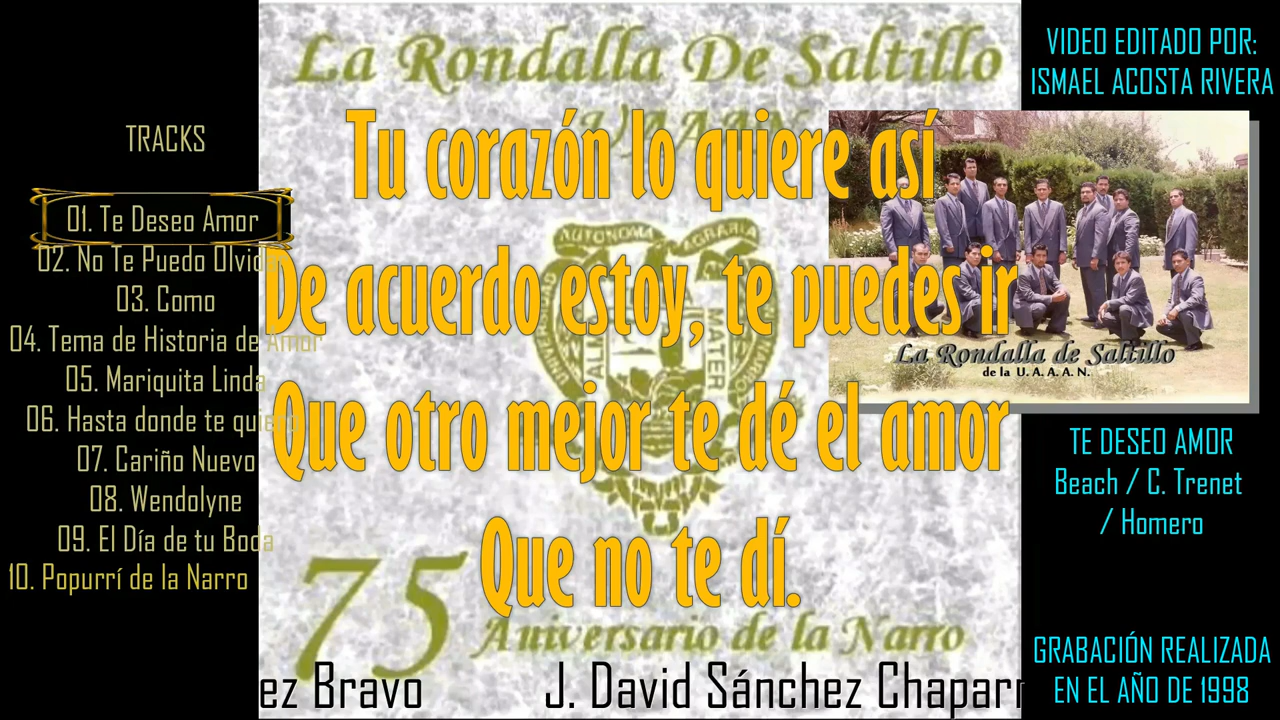 TRACKS
01. Te Deseo Amor
02. No Te Puedo Olvidar
03. Como
04. Tema de Historia de Amor
05. Mariquita Linda
06. Hasta donde te quiero
07. Cariño Nuevo
08. Wendolyne
09. El Día de tu Boda
10. Popurrí de la Narro
La Rondalla De Saltillo
UAAAN
Tu corazón lo quiere así
De acuerdo estoy, te puedes ir
Que otro mejor te dé el amor
Que no te dí.
AUTONOMA AGRARIA
ALMA MATER
75 Aniversario de la Narro
ez Bravo J. David Sánchez Chaparr
VIDEO EDITADO POR:
ISMAEL ACOSTA RIVERA
La Rondalla de Saltillo
de la U. A. A. A. N.
TE DESEO AMOR
Beach / C. Trenet
/ Homero
GRABACIÓN REALIZADA
EN EL AÑO DE 1998